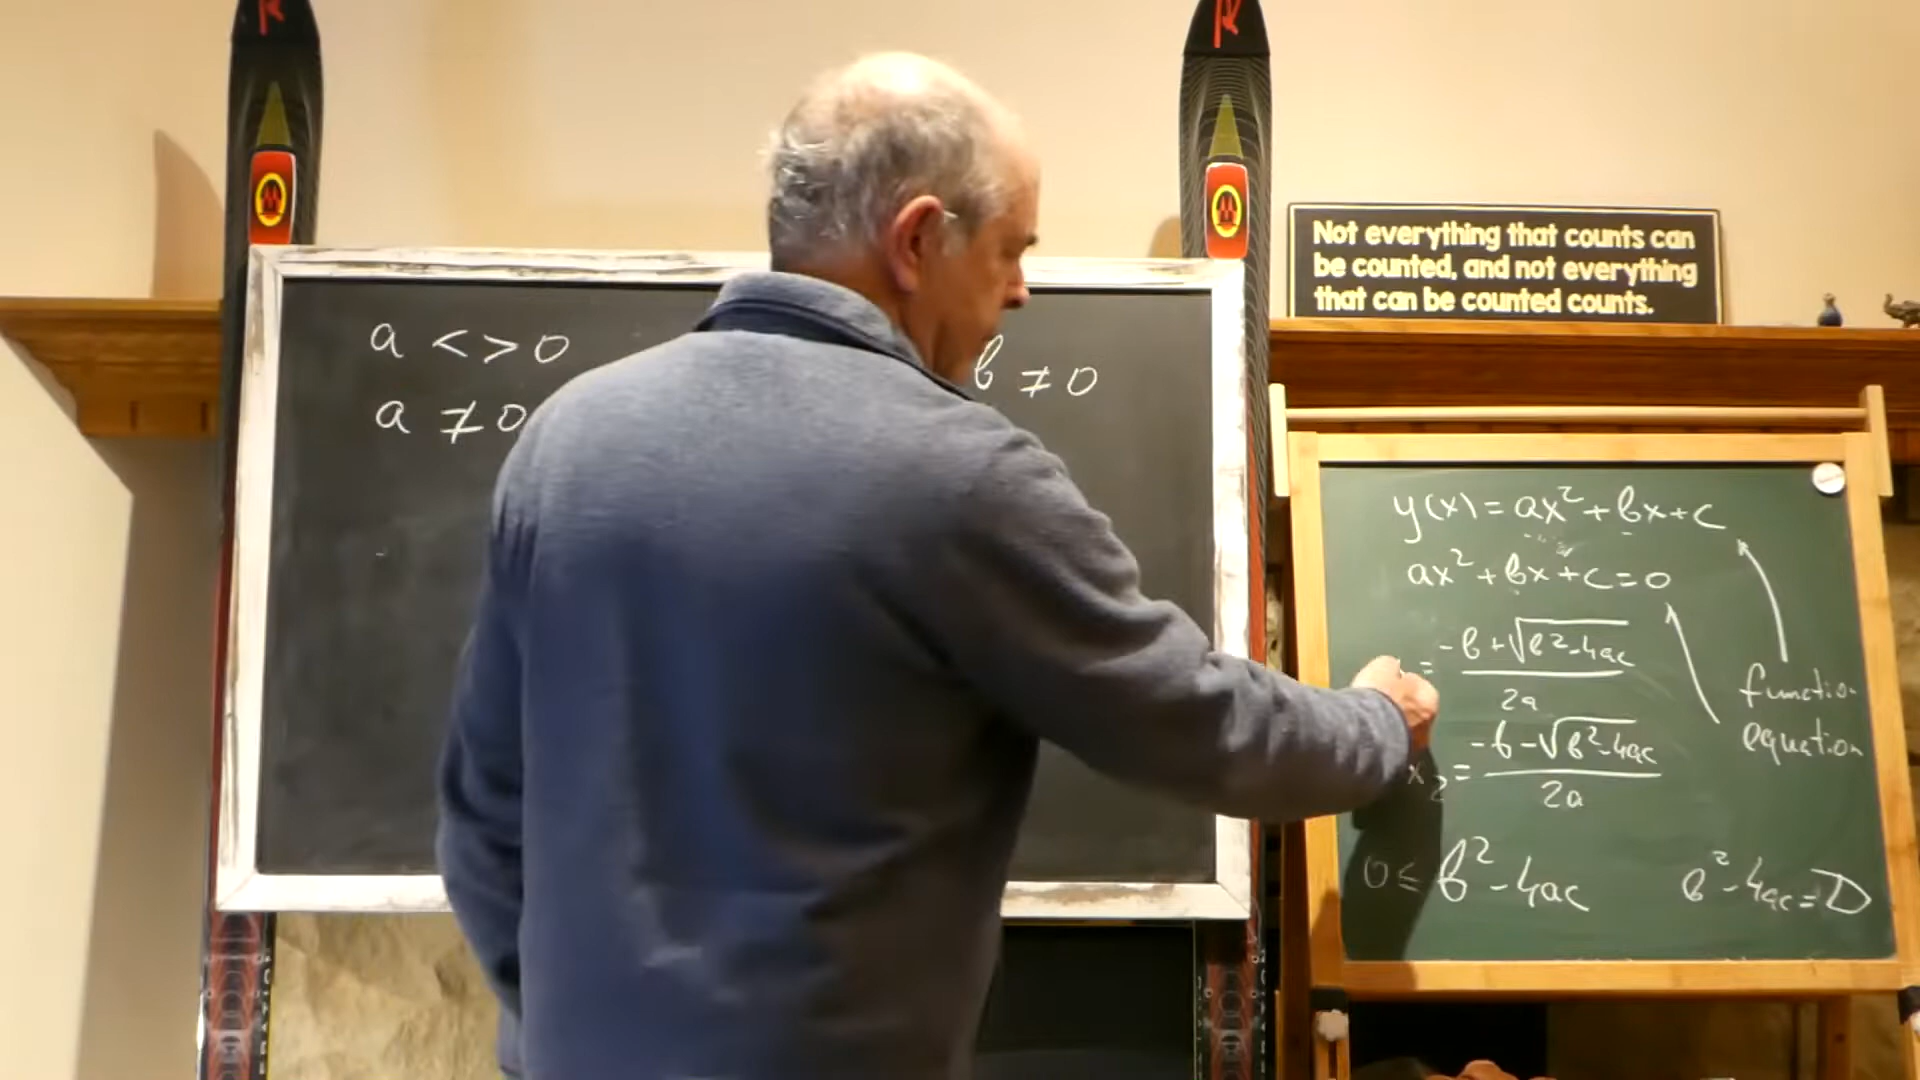 a < > 0
a ≠ 0
b ≠ 0
Not everything that counts can
be counted, and not everything
that can be counted counts.
y(x) = ax² + bx + c
ax² + bx + c = 0
= -b + √b² - 4ac
2a
x₂ = -b - √b² - 4ac
2a
function
equation
0 ≤ b² - 4ac
b² - 4ac = D